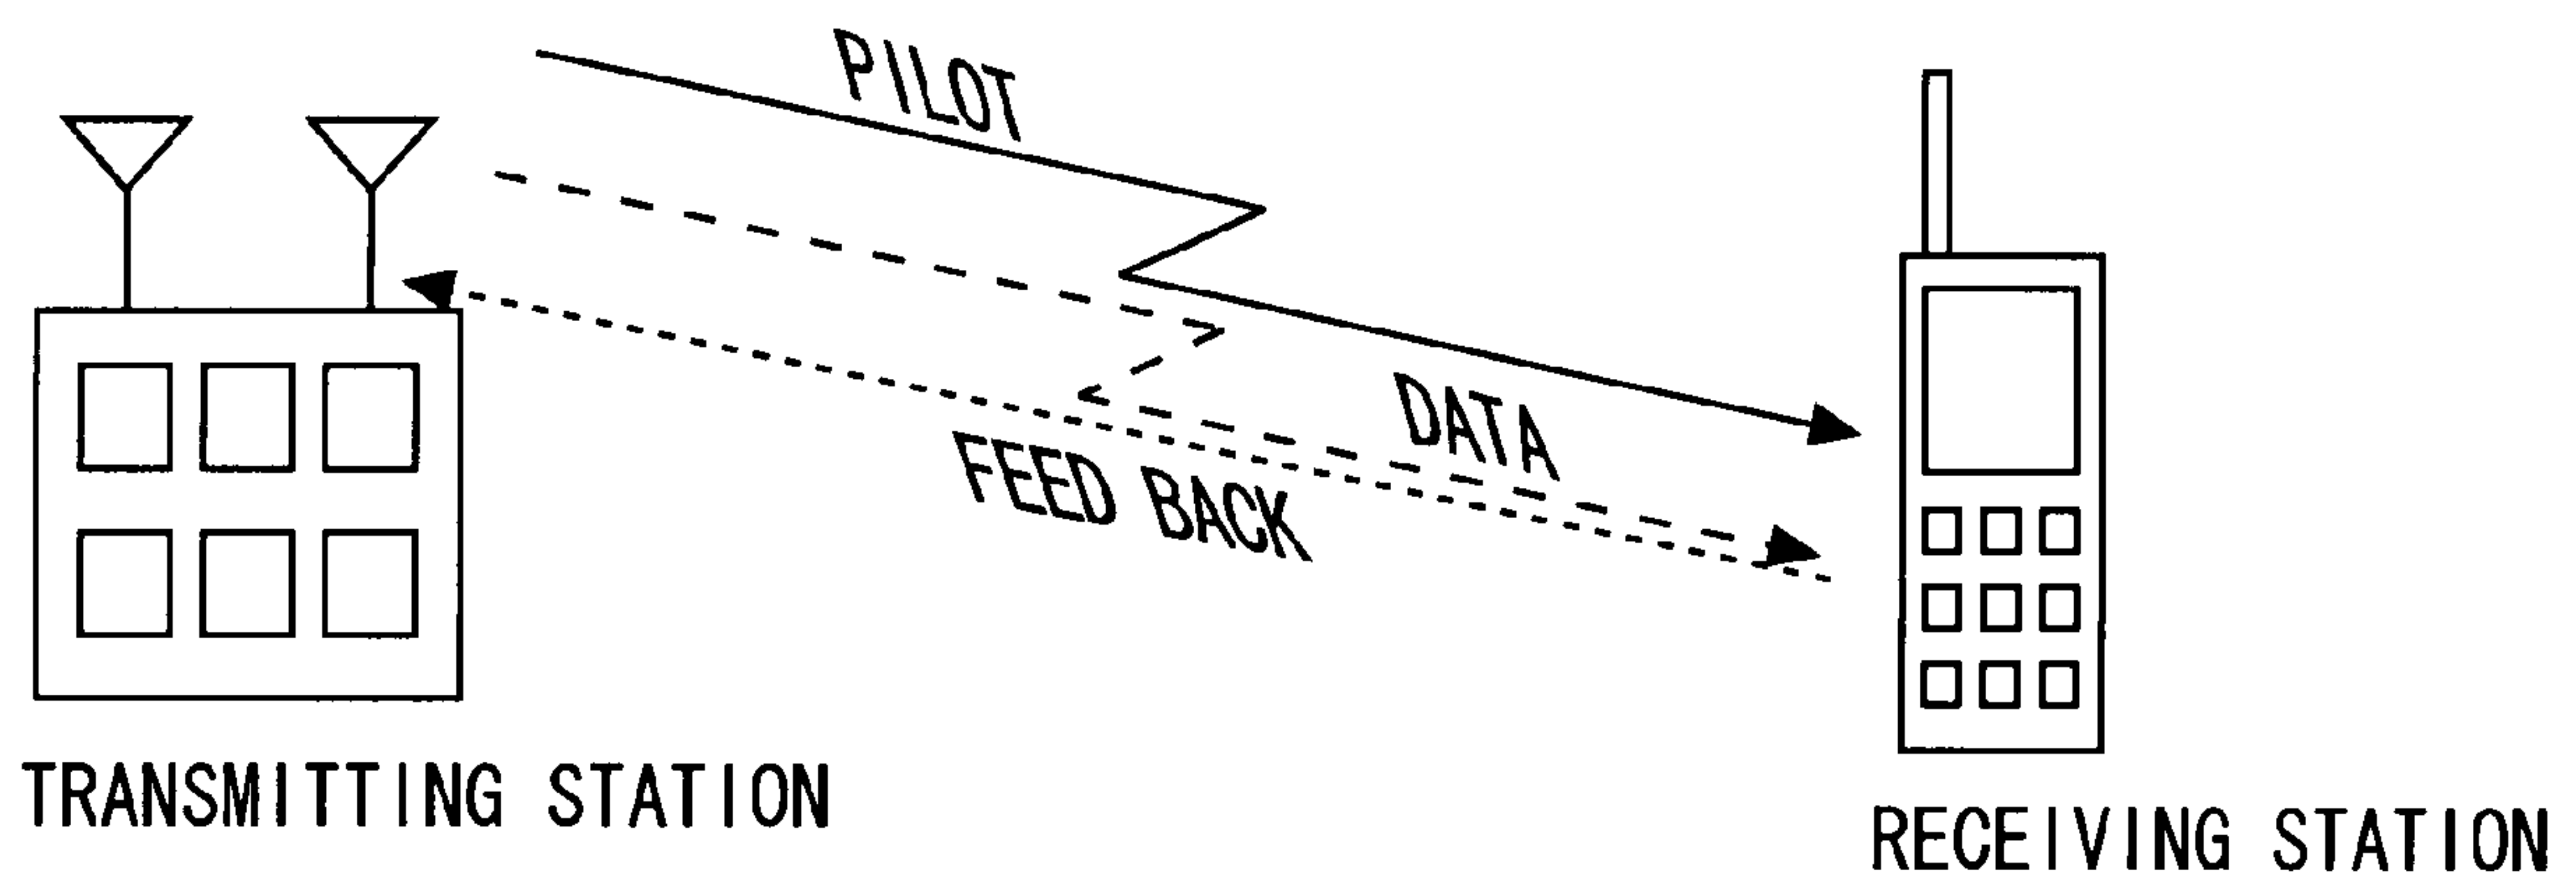 PILOT
DATA
FEED BACK
TRANSMITTING STATION
RECEIVING STATION